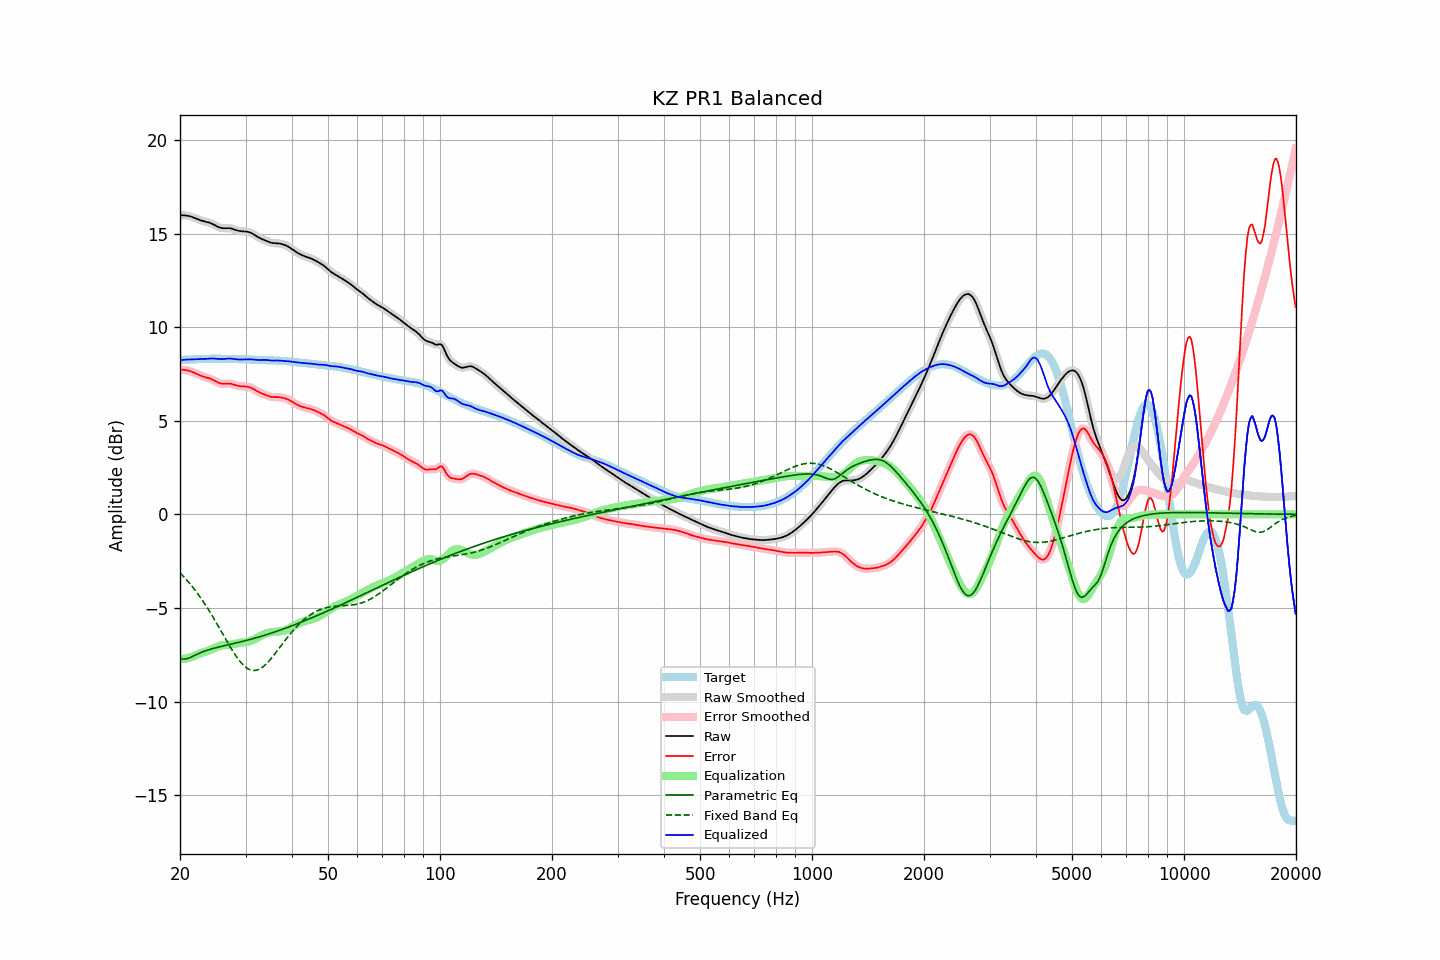 KZ PR1 Balanced
Amplitude (dBr)
20
15
10
5
0
−5
−10
−15
Target
Raw Smoothed
Error Smoothed
Raw
Error
Equalization
Parametric Eq
Fixed Band Eq
Equalized
20 50 100 200 500 1000 2000 5000 10000 20000
Frequency (Hz)